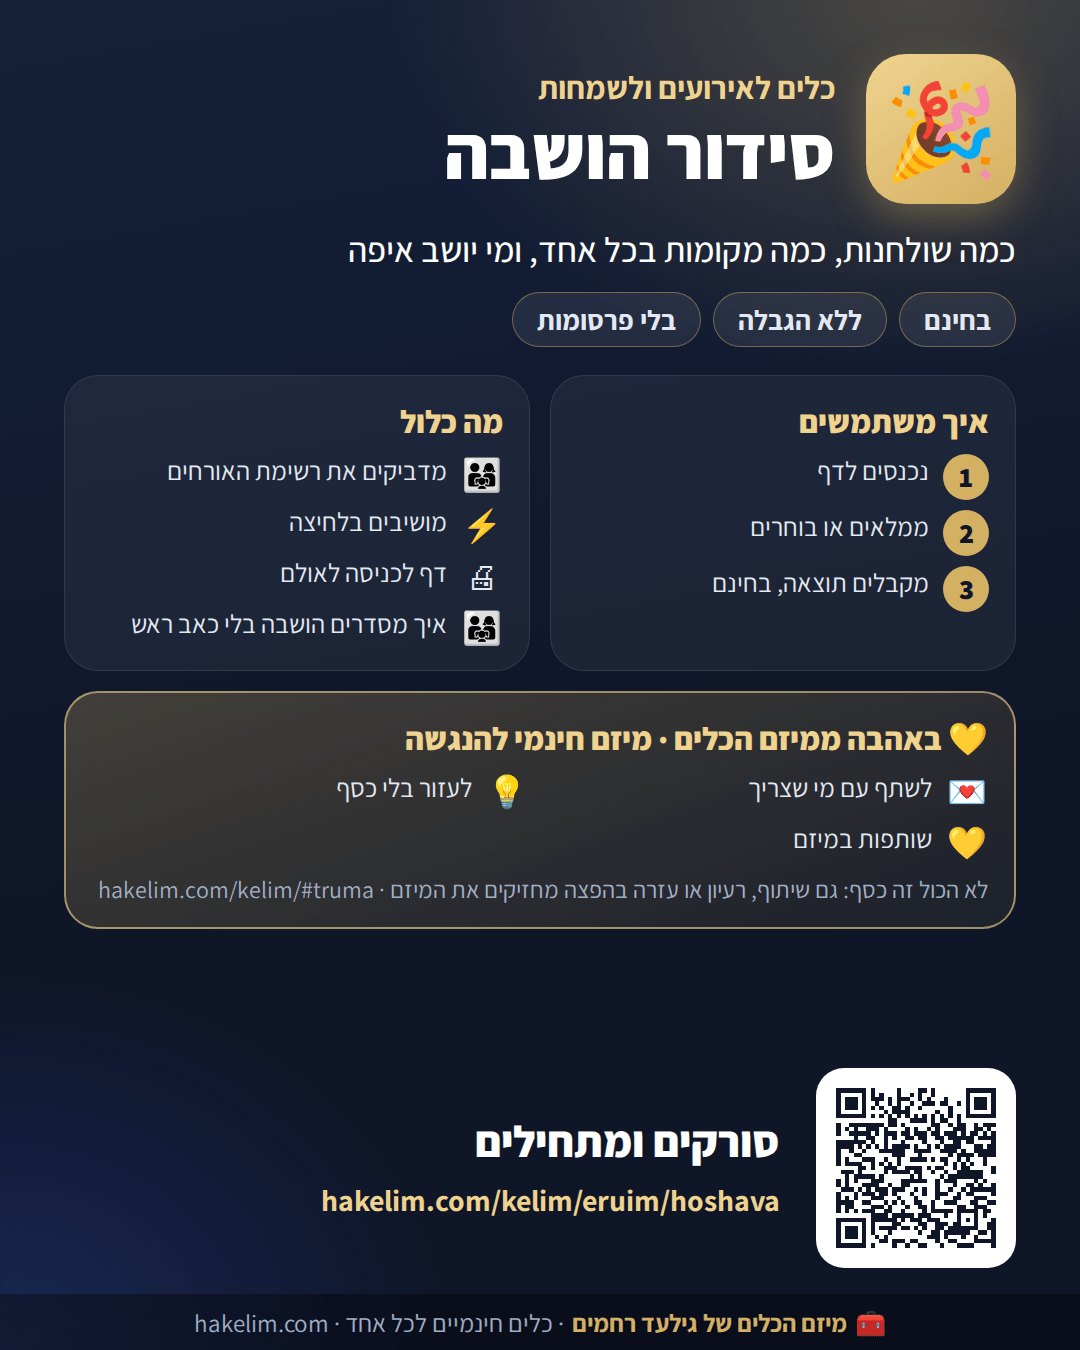 כלים לאירועים ולשמחות
סידור הושבה
כמה שולחנות, כמה מקומות בכל אחד, ומי יושב איפה
בחינם
ללא הגבלה
בלי פרסומות
איך משתמשים
1 נכנסים לדף
2 ממלאים או בוחרים
3 מקבלים תוצאה, בחינם
מה כלול
מדביקים את רשימת האורחים
מושיבים בלחיצה
דף לכניסה לאולם
איך מסדרים הושבה בלי כאב ראש
באהבה ממיזם הכלים · מיזם חינמי להנגשה
לשתף עם מי שצריך
לעזור בלי כסף
שותפות במיזם
לא הכול זה כסף: גם שיתוף, רעיון או עזרה בהפצה מחזיקים את המיזם · hakelim.com/kelim/#truma
סורקים ומתחילים
hakelim.com/kelim/eruim/hoshava
מיזם הכלים של גילעד רחמים · כלים חינמיים לכל אחד · hakelim.com